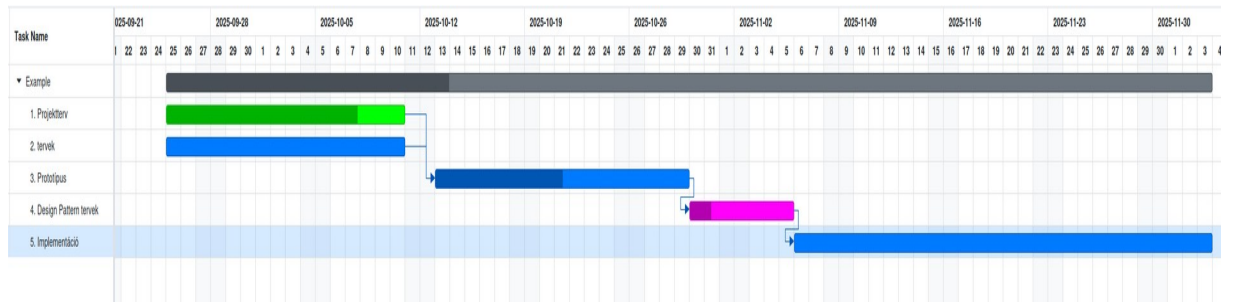 Task Name
025-09-21 2025-09-28 2025-10-05 2025-10-12 2025-10-19 2025-10-26 2025-11-02 2025-11-09 2025-11-16 2025-11-23 2025-11-30
22 23 24 25 26 27 28 29 30 1 2 3 4 5 6 7 8 9 10 11 12 13 14 15 16 17 18 19 20 21 22 23 24 25 26 27 28 29 30 31 1 2 3 4 5 6 7 8 9 10 11 12 13 14 15 16 17 18 19 20 21 22 23 24 25 26 27 28 29 30 1 2 3 4
Example
1. Projektterv
2. tervek
3. Prototípus
4. Design Pattern tervek
5. Implementáció